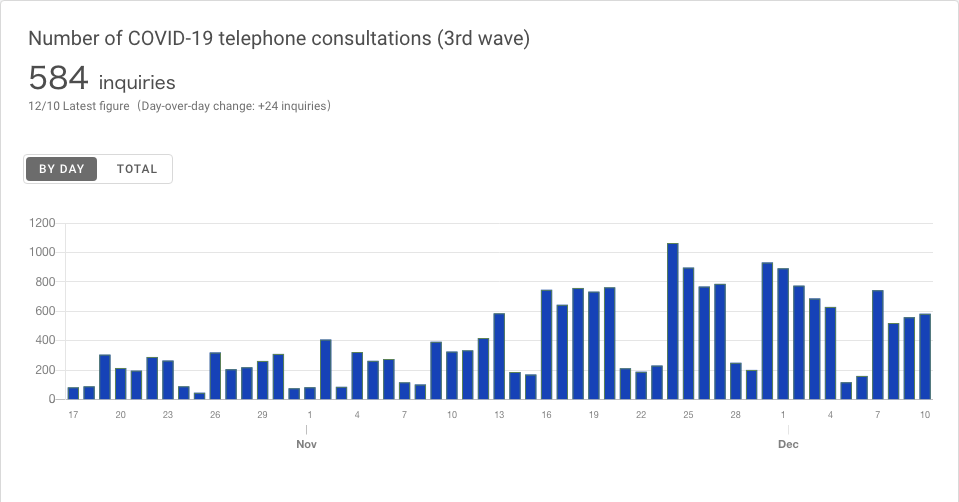 Number of COVID-19 telephone consultations (3rd wave)
584 inquiries
12/10 Latest figure（Day-over-day change: +24 inquiries）
BY DAY TOTAL
1200
1000
800
600
400
200
0
17 20 23 26 29 1 4 7 10 13 16 19 22 25 28 1 4 7 10
Nov Dec